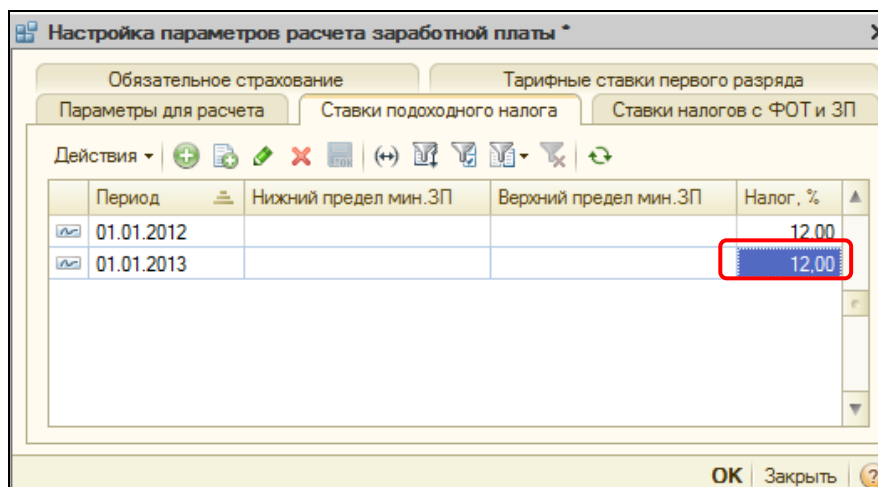 Настройка параметров расчета заработной платы *
Обязательное страхование Тарифные ставки первого разряда
Параметры для расчета Ставки подоходного налога Ставки налогов с ФОТ и ЗП
Действия
Период Нижний предел мин.ЗП Верхний предел мин.ЗП Налог, %
01.01.2012 12,00
01.01.2013 12,00
OK Закрыть ?